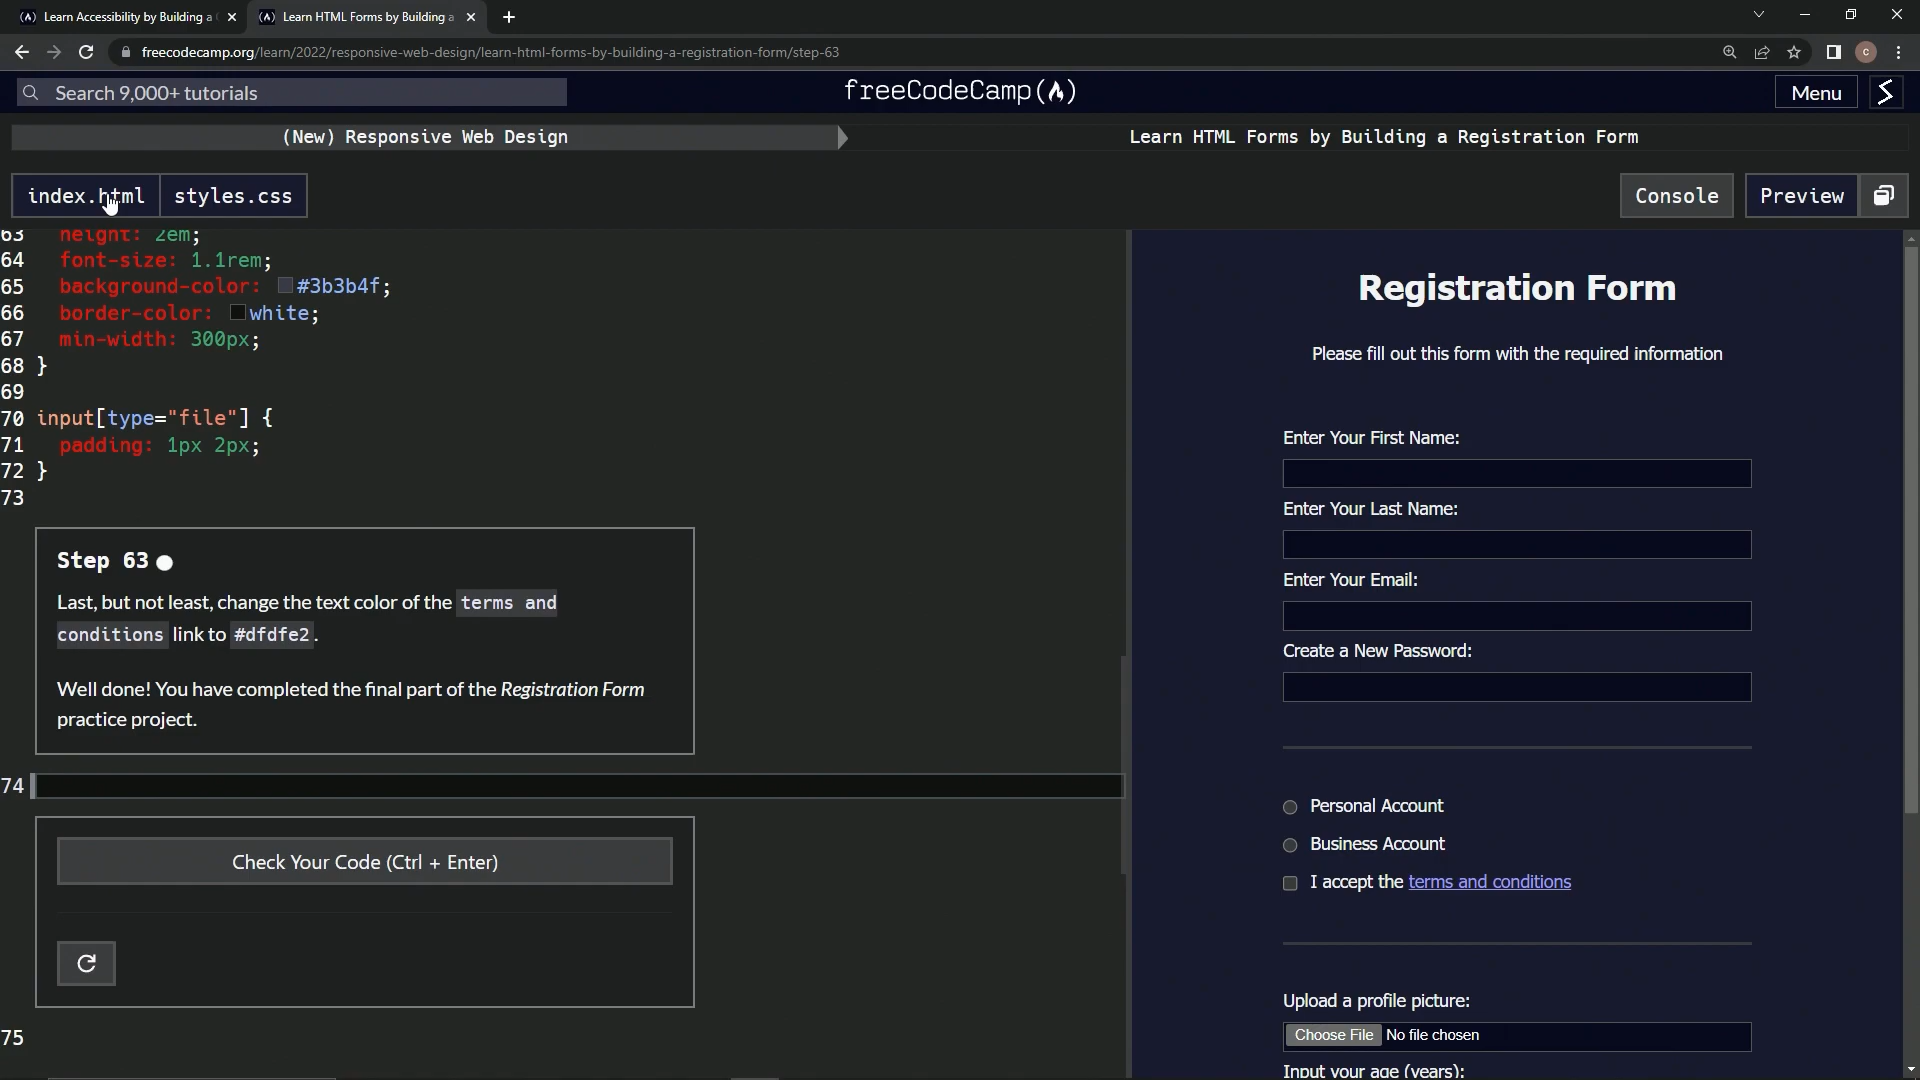 Learn Accessibility by Building a
Learn HTML Forms by Building a
freecodecamp.org/learn/2022/responsive-web-design/learn-html-forms-by-building-a-registration-form/step-63
C
Search 9,000+ tutorials
freeCodeCamp
Menu
(New) Responsive Web Design
Learn HTML Forms by Building a Registration Form
index.html
styles.css
Console
Preview
63 height: 2em;
64 font-size: 1.1rem;
65 background-color: #3b3b4f;
66 border-color: white;
67 min-width: 300px;
68 }
69
70 input[type="file"] {
71 padding: 1px 2px;
72 }
73
Step 63
Last, but not least, change the text color of the terms and
conditions link to #dfdfe2.
Well done! You have completed the final part of the Registration Form
practice project.
74
Check Your Code (Ctrl + Enter)
75
Registration Form
Please fill out this form with the required information
Enter Your First Name:
Enter Your Last Name:
Enter Your Email:
Create a New Password:
Personal Account
Business Account
I accept the terms and conditions
Upload a profile picture:
Choose File No file chosen
Input your age (years):